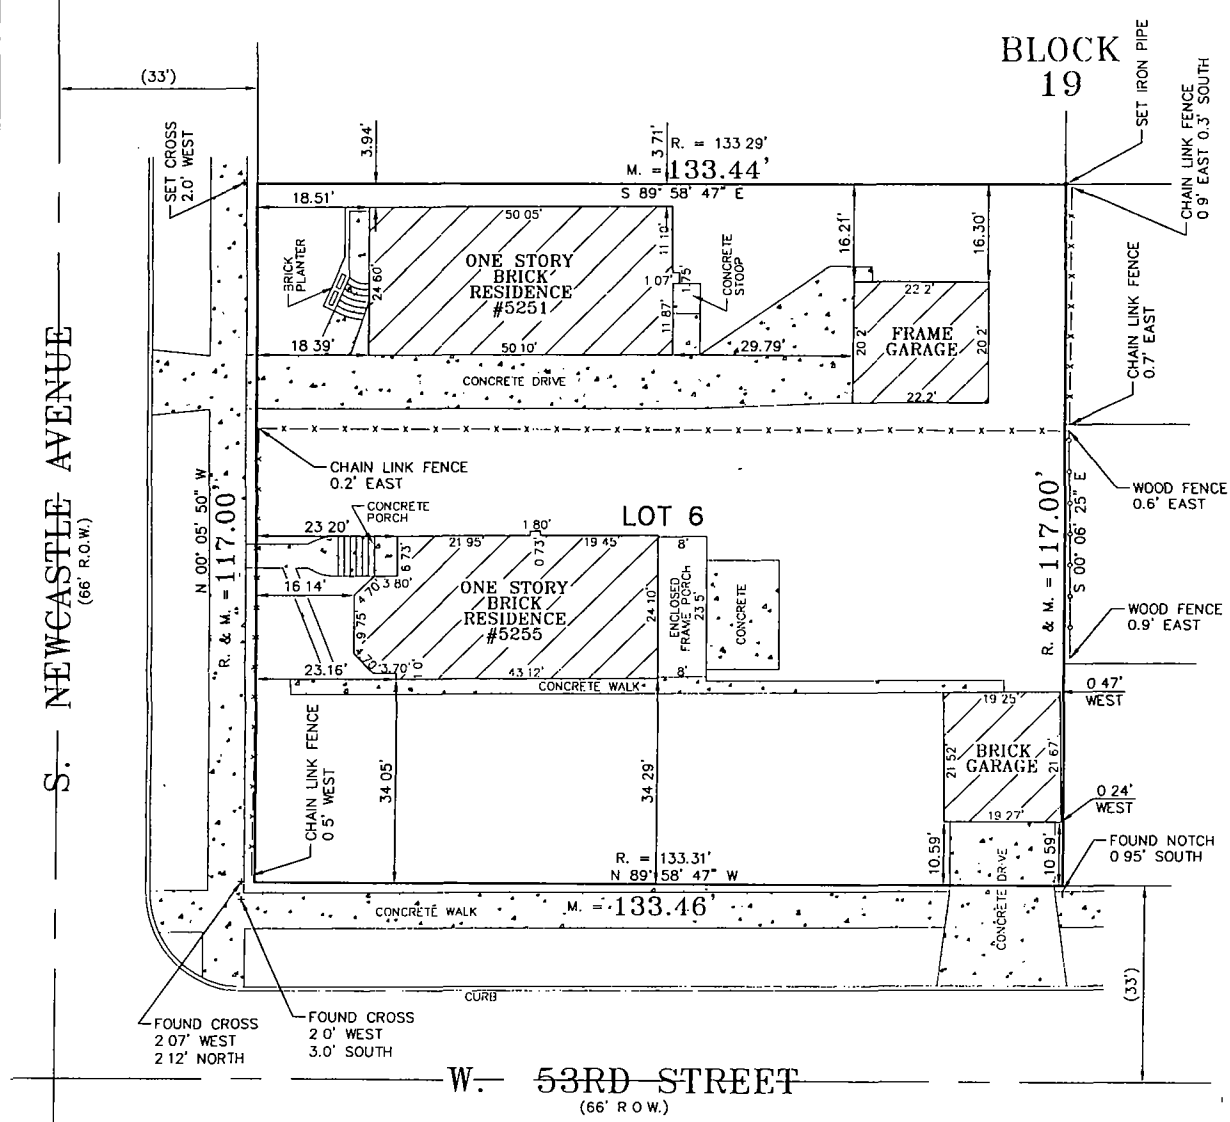 BLOCK
19
(33')
SET CROSS
2.0' WEST
3.94'
3 71'
R. = 133 29'
M. = 133.44'
S 89° 58' 47" E
SET IRON PIPE
CHAIN LINK FENCE
0 9' EAST 0.3' SOUTH
18.51'
50 05'
BRICK
PLANTER
24 60'
ONE STORY
BRICK
RESIDENCE
#5251
11 10'
1 07'
1.75'
11 87'
CONCRETE
STOOP
16.21'
16.30'
22 2'
20 2'
FRAME
GARAGE
20 2'
22.2'
CHAIN LINK FENCE
0.7' EAST
18 39'
50 10'
29.79'
CONCRETE DRIVE
S. NEWCASTLE AVENUE
(66' R.O.W.)
N 00° 05' 50" W
R. & M. = 117.00'
CHAIN LINK FENCE
0.2' EAST
CONCRETE
PORCH
LOT 6
WOOD FENCE
0.6' EAST
R. & M. = 117.00'
S 00° 06' 25" E
23 20'
21 95'
1 80'
0 73'
19 45'
8'
6 73'
3 80'
4 70'
16 14'
9 75'
4 70'
3.70'
1 0'
ONE STORY
BRICK
RESIDENCE
#5255
24 10'
ENCLOSED
FRAME PORCH
23 5'
CONCRETE
WOOD FENCE
0.9' EAST
23.16'
43 12'
8'
CONCRETE WALK
0 47'
WEST
19 25'
21 52'
BRICK
GARAGE
21 67'
19 27'
0 24'
WEST
CHAIN LINK FENCE
0 5' WEST
34 05'
34 29'
10.59'
10 59'
FOUND NOTCH
0 95' SOUTH
R. = 133.31'
N 89° 58' 47" W
M. = 133.46'
CONCRETE WALK
CONCRETE DRIVE
(33')
CURB
FOUND CROSS
2 07' WEST
2 12' NORTH
FOUND CROSS
2 0' WEST
3.0' SOUTH
W. 53RD STREET
(66' R O W.)